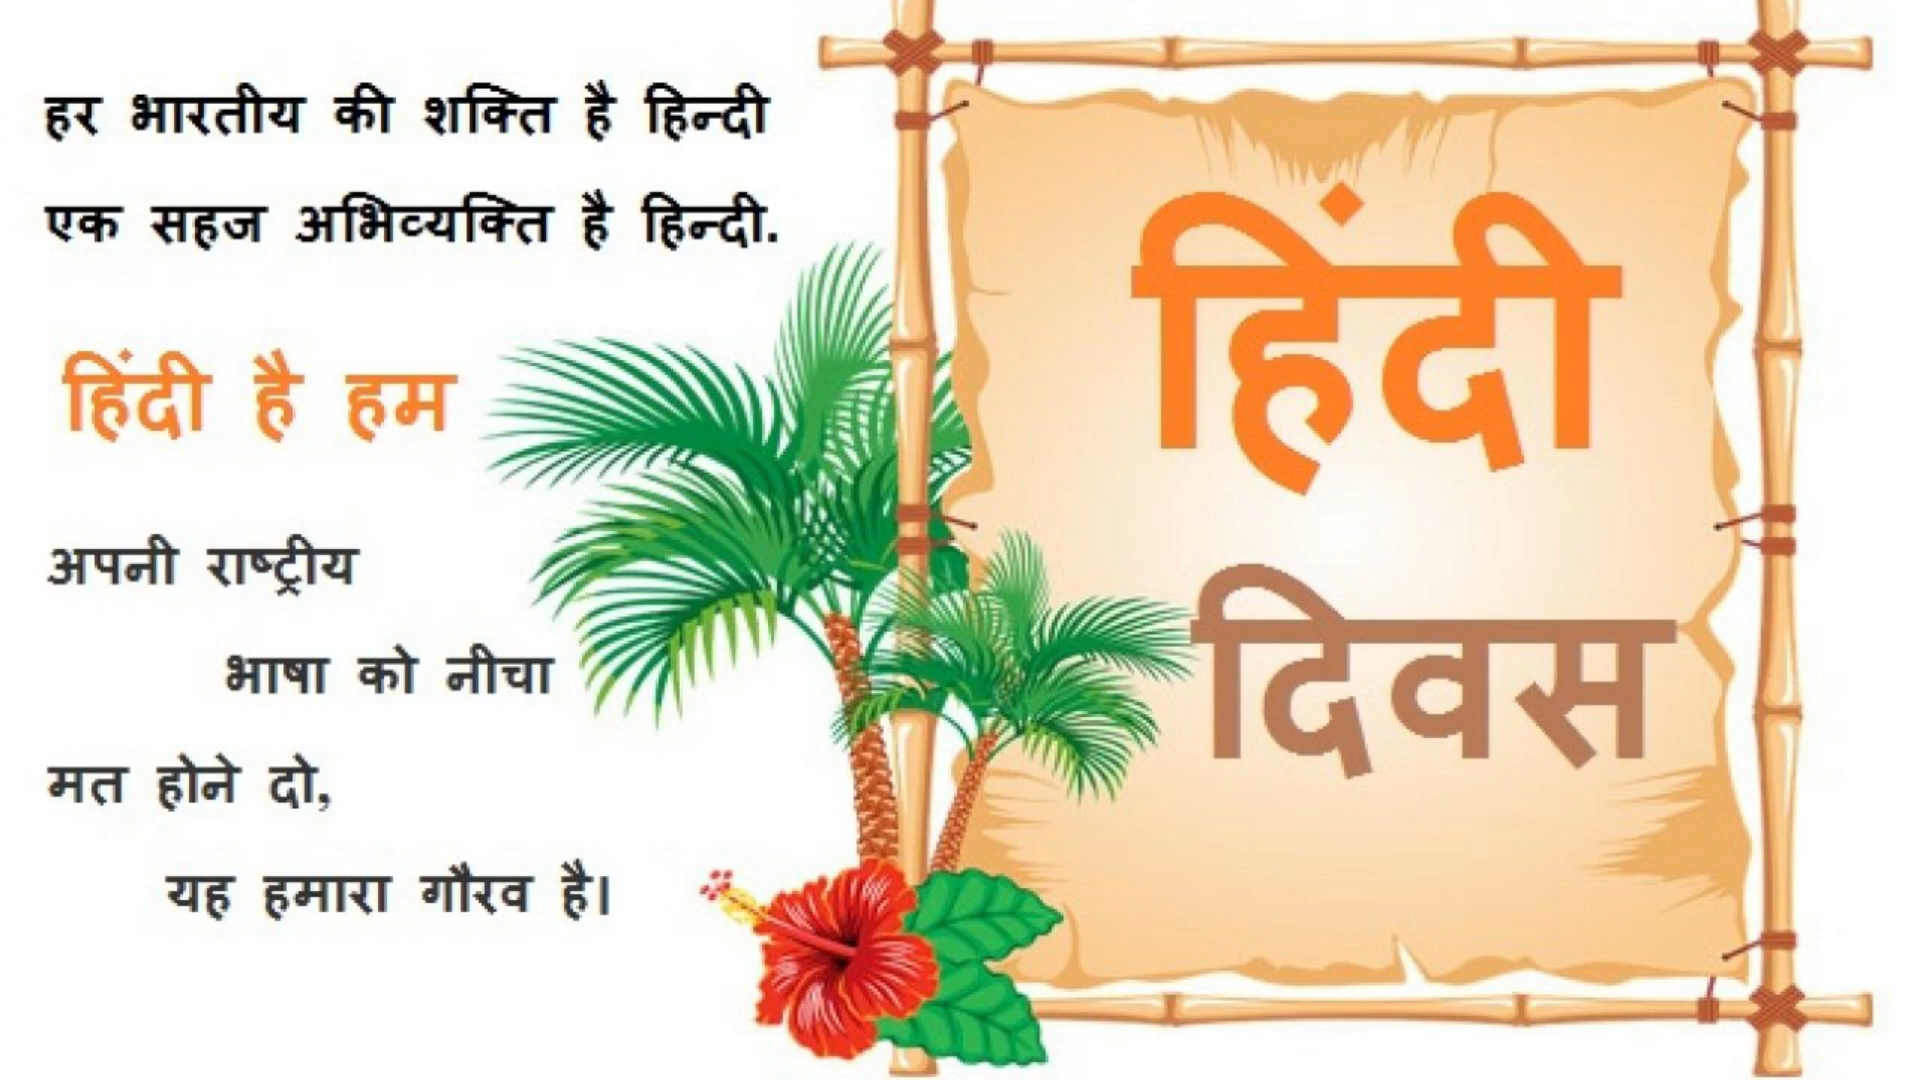 हर भारतीय की शक्ति है हिन्दी
एक सहज अभिव्यक्ति है हिन्दी.
हिंदी है हम
अपनी राष्ट्रीय
भाषा को नीचा
मत होने दो,
यह हमारा गौरव है।
हिंदी
दिवस